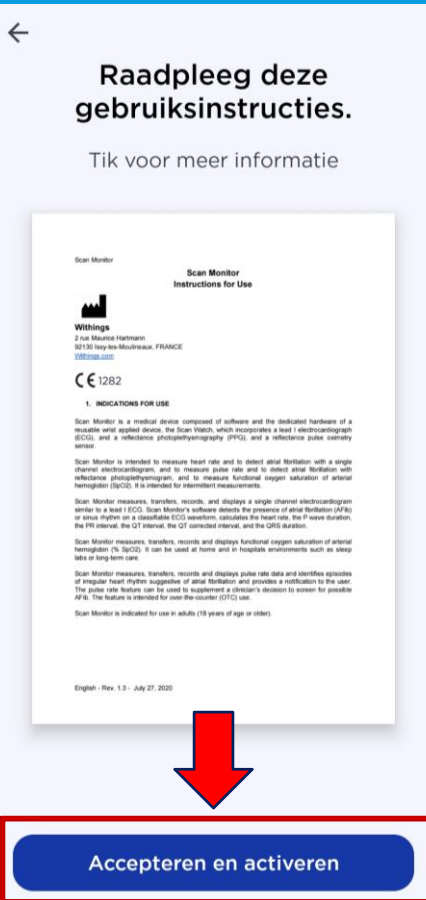 Raadpleeg deze
gebruiksinstructies.
Tik voor meer informatie
Scan Monitor
Scan Monitor
Instructions for Use
Withings
2 rue Maurice Hartmann
92130 Issy-les-Moulineaux, FRANCE
Withings.com
CE 1282
1. INDICATIONS FOR USE
Scan Monitor is a medical device composed of software and the dedicated hardware of a
reusable wrist applied device, the Scan Watch, which incorporates a lead I electrocardiograph
(ECG), and a reflectance photoplethysmography (PPG), and a reflectance pulse oximetry
sensor.
Scan Monitor is intended to measure heart rate and to detect atrial fibrillation with a single
channel electrocardiogram, and to measure pulse rate and to detect atrial fibrillation with
reflectance photoplethysmogram, and to measure functional oxygen saturation of arterial
hemoglobin (SpO2). It is intended for intermittent measurements.
Scan Monitor measures, transfers, records, and displays a single channel electrocardiogram
similar to a lead I ECG. Scan Monitor's software detects the presence of atrial fibrillation (AFib)
or sinus rhythm on a classifiable ECG waveform, calculates the heart rate, the P wave duration,
the PR interval, the QT interval, the QT corrected interval, and the QRS duration.
Scan Monitor measures, transfers, records and displays functional oxygen saturation of arterial
hemoglobin (% SpO2). It can be used at home and in hospitals environments such as sleep
labs or long-term care.
Scan Monitor measures, transfers, records and displays pulse rate data and identifies episodes
of irregular heart rhythm suggestive of atrial fibrillation and provides a notification to the user.
The pulse rate feature can be used to supplement a clinician's decision to screen for possible
AFib. The feature is intended for over-the-counter (OTC) use.
Scan Monitor is indicated for use in adults (18 years of age or older).
English - Rev. 1.3 - July 27, 2020
Accepteren en activeren